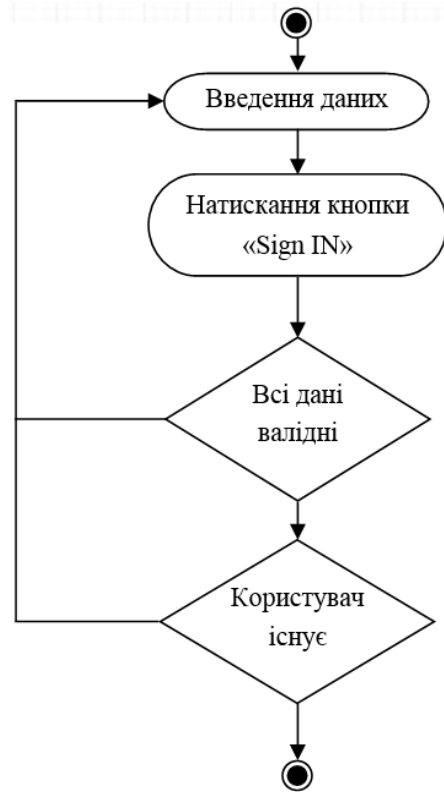 Введення даних
Натискання кнопки
«Sign IN»
Всі дані
валідні
Користувач
існує